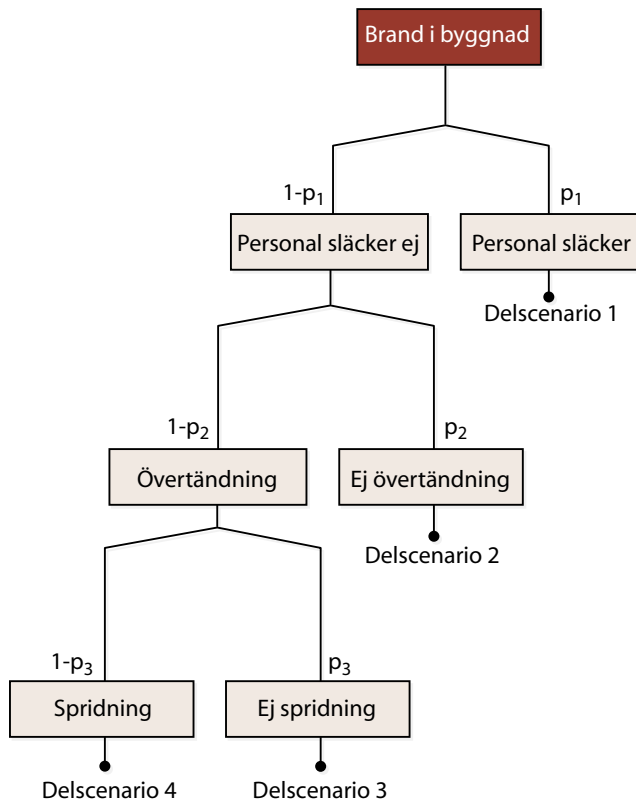 Brand i byggnad
1-p₁
p₁
Personal släcker ej
Personal släcker
Delscenario 1
1-p₂
p₂
Övertändning
Ej övertändning
Delscenario 2
1-p₃
p₃
Spridning
Ej spridning
Delscenario 4
Delscenario 3